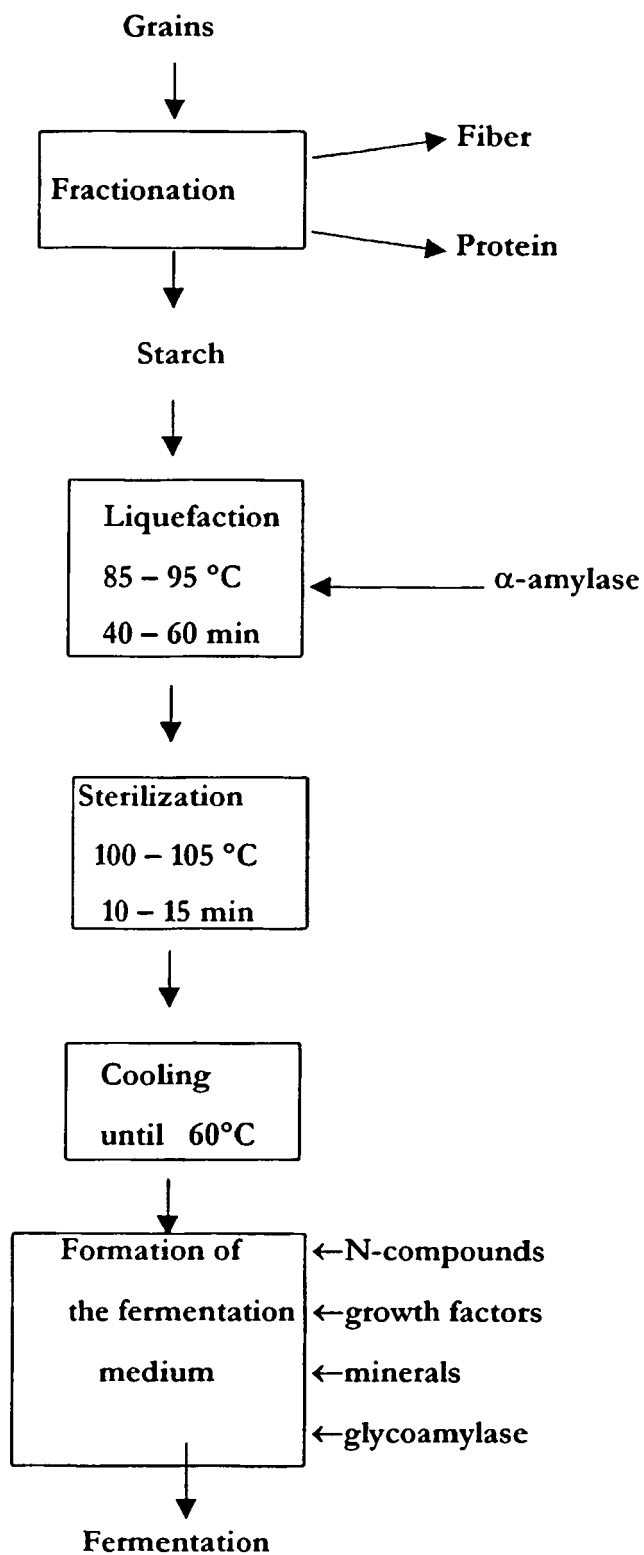 Grains
Fractionation
Fiber
Protein
Starch
Liquefaction
85 – 95 °C
40 – 60 min
α-amylase
Sterilization
100 – 105 °C
10 – 15 min
Cooling
until 60°C
Formation of
the fermentation
medium
←N-compounds
←growth factors
←minerals
←glycoamylase
Fermentation